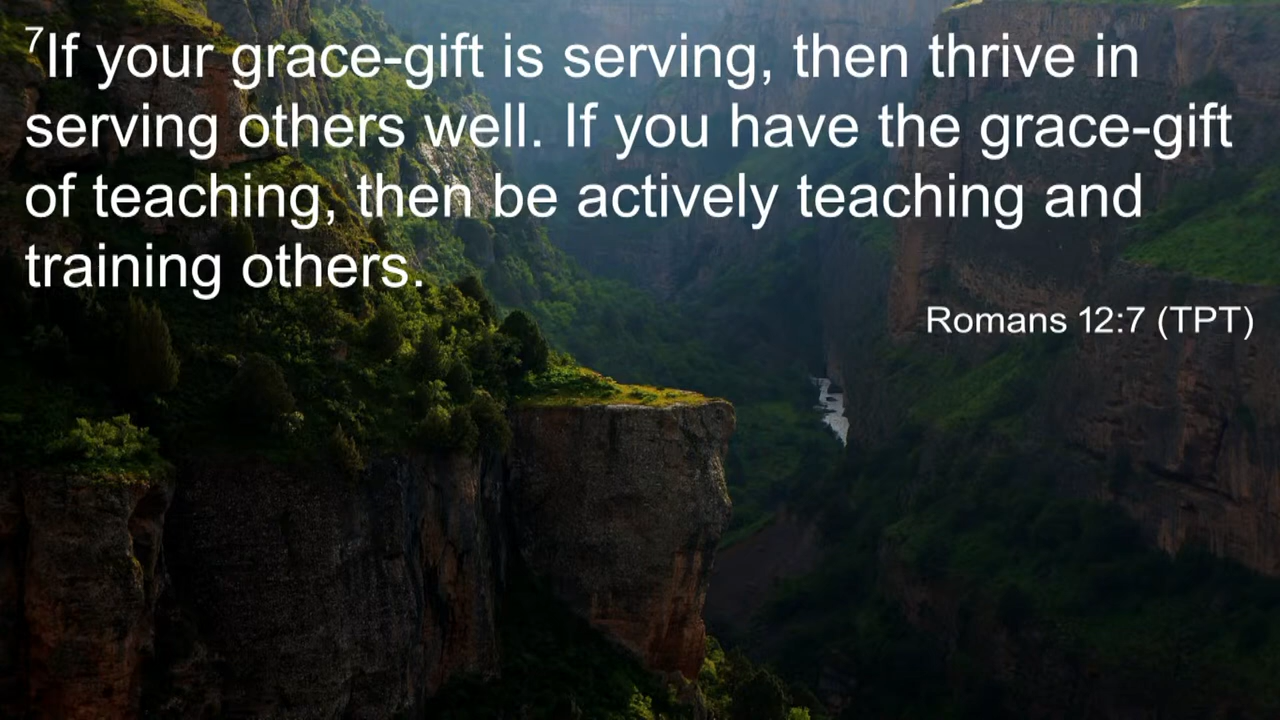 7If your grace-gift is serving, then thrive in
serving others well. If you have the grace-gift
of teaching, then be actively teaching and
training others.
Romans 12:7 (TPT)